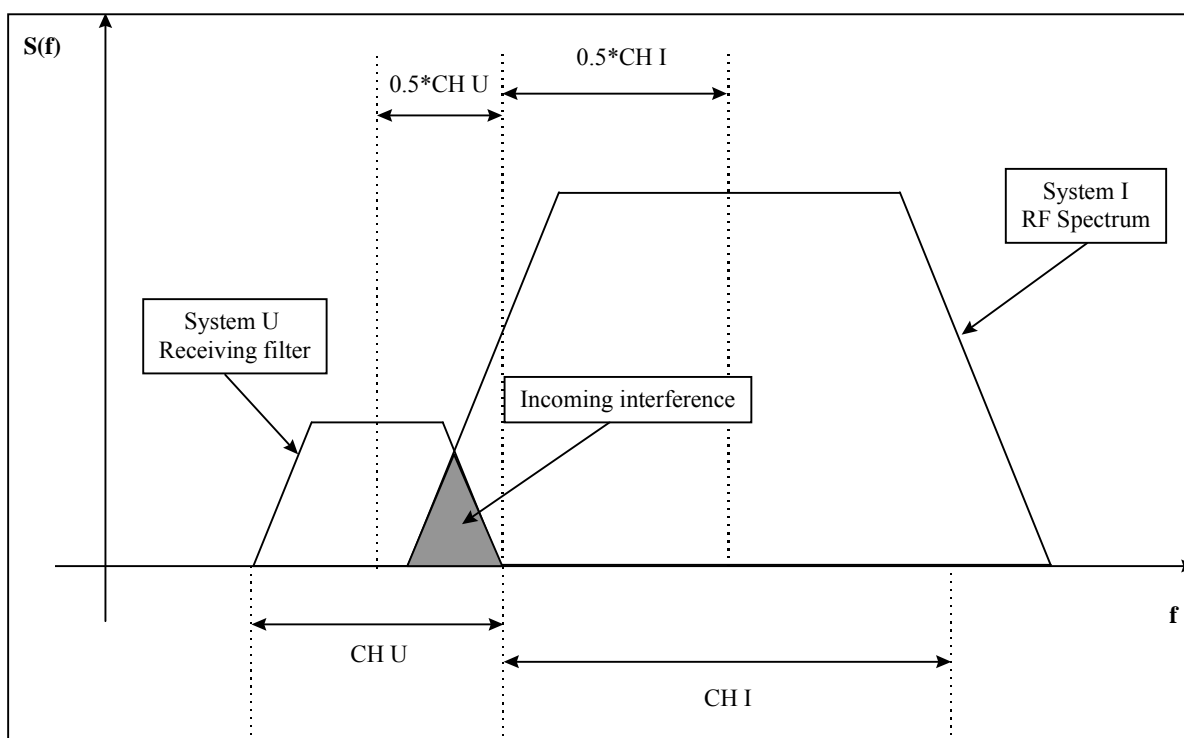 S(f)
0.5*CH U
0.5*CH I
System I
RF Spectrum
System U
Receiving filter
Incoming interference
f
CH U
CH I